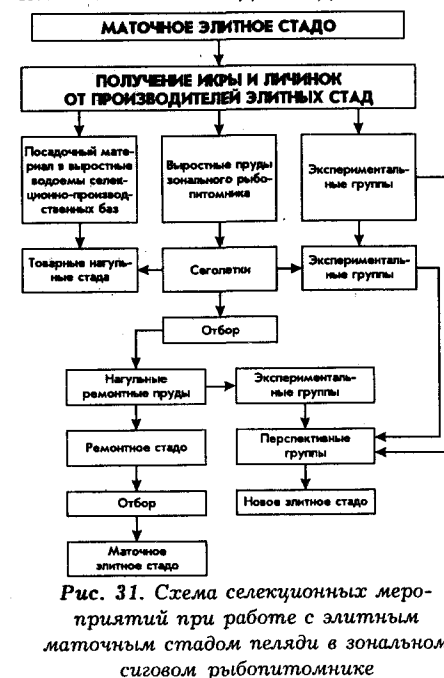 МАТОЧНОЕ ЭЛИТНОЕ СТАДО
ПОЛУЧЕНИЕ ИКРЫ И ЛИЧИНОК
ОТ ПРОИЗВОДИТЕЛЕЙ ЭЛИТНЫХ СТАД
Посадочный мате-
риал в выростные
водоемы селек-
ционно-производ-
ственных баз
Выростные пруды
зонального рыбо-
питомника
Эксперименталь-
ные группы
Товарные нагуль-
ные стада
Сеголетки
Эксперименталь-
ные группы
Отбор
Нагульные
ремонтные пруды
Эксперименталь-
ные группы
Ремонтное стадо
Перспективные
группы
Отбор
Новое элитное стадо
Маточное
элитное стадо
Рис. 31. Схема селекционных меро-
приятий при работе с элитным
маточным стадом пеляди в зональном
сиговом рыбопитомнике